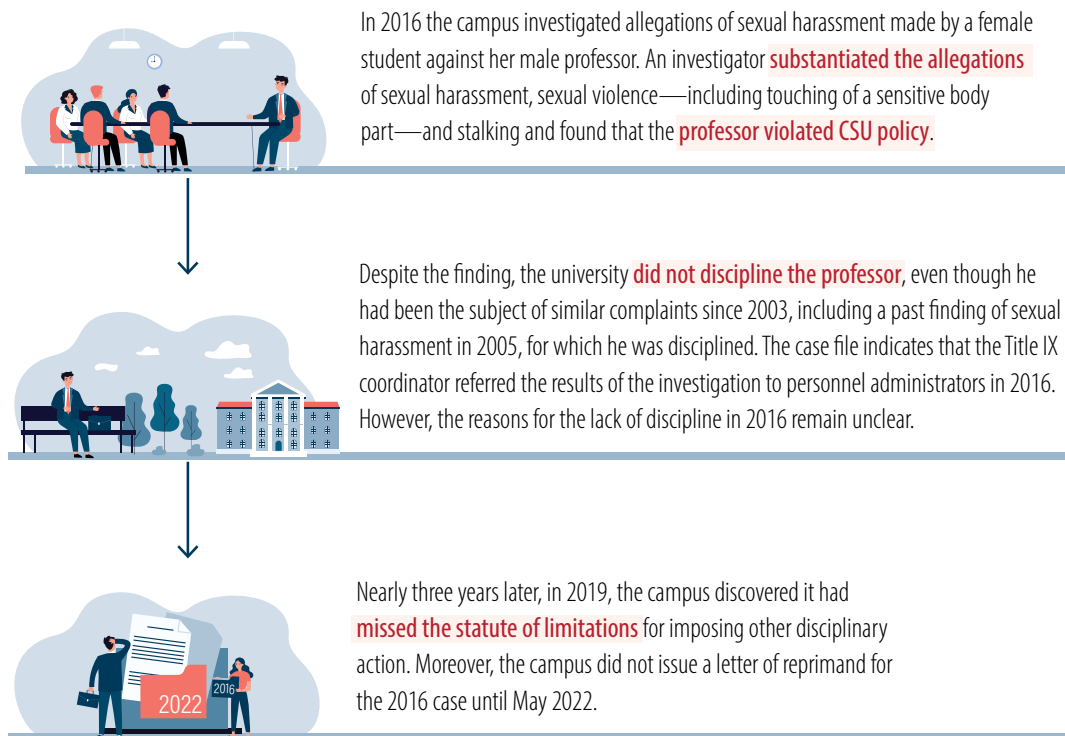 In 2016 the campus investigated allegations of sexual harassment made by a female
student against her male professor. An investigator substantiated the allegations
of sexual harassment, sexual violence—including touching of a sensitive body
part—and stalking and found that the professor violated CSU policy.
Despite the finding, the university did not discipline the professor, even though he
had been the subject of similar complaints since 2003, including a past finding of sexual
harassment in 2005, for which he was disciplined. The case file indicates that the Title IX
coordinator referred the results of the investigation to personnel administrators in 2016.
However, the reasons for the lack of discipline in 2016 remain unclear.
Nearly three years later, in 2019, the campus discovered it had
missed the statute of limitations for imposing other disciplinary
action. Moreover, the campus did not issue a letter of reprimand for
the 2016 case until May 2022.
2016
2022